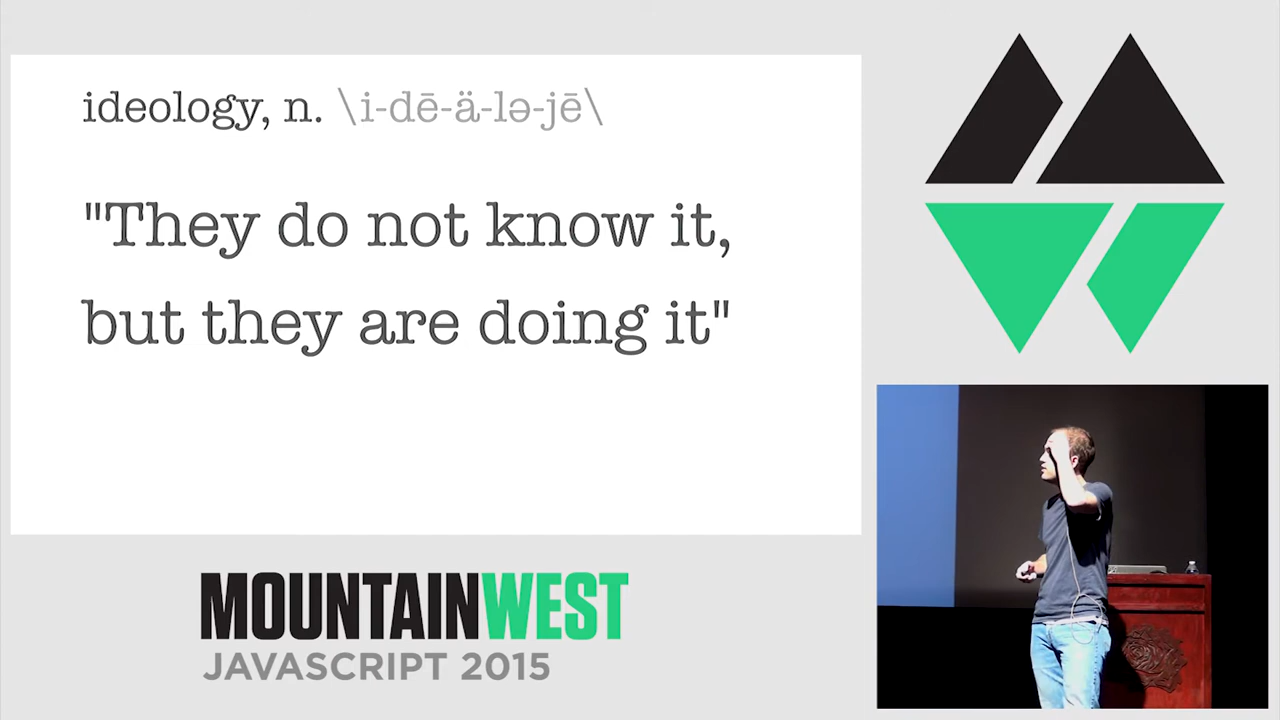 ideology, n. \i-dē-ä-lə-jē\
"They do not know it,
but they are doing it"
MOUNTAINWEST
JAVASCRIPT 2015